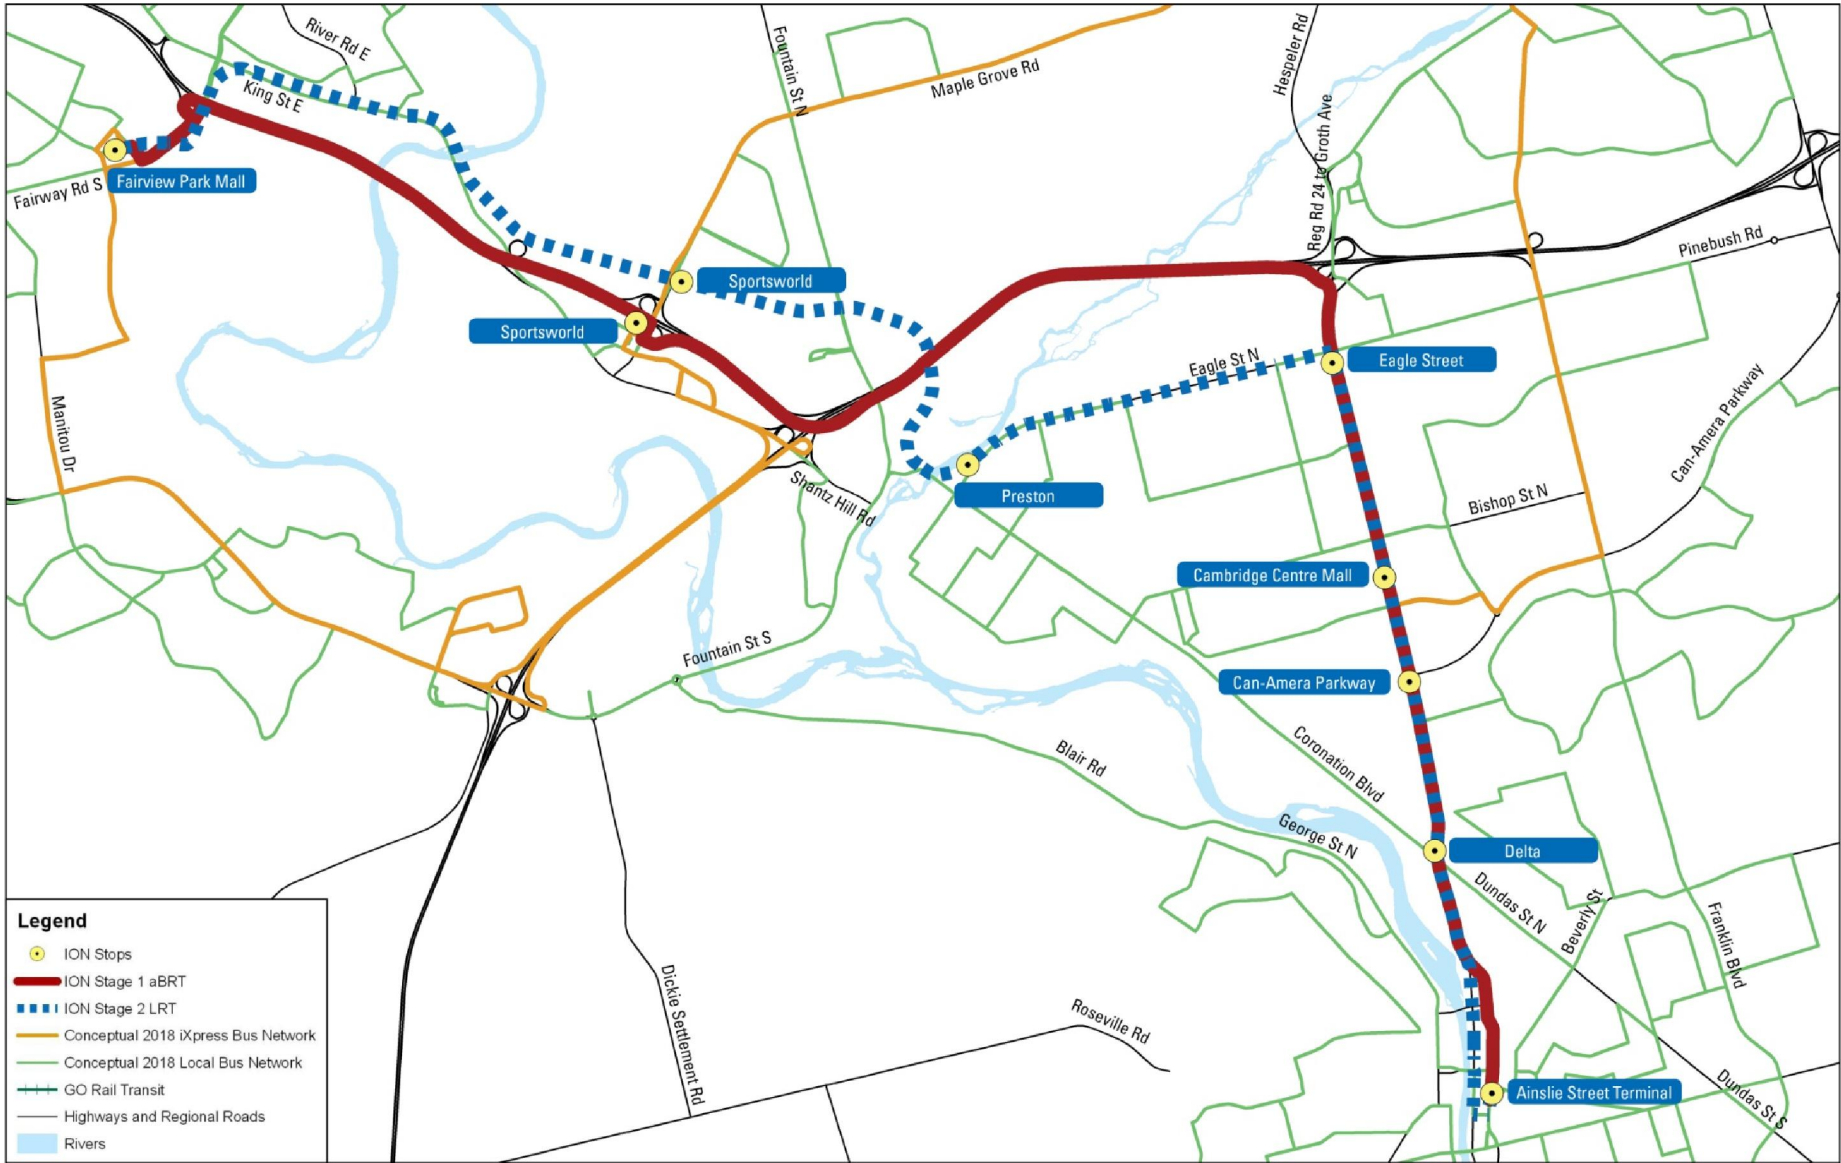 River Rd E
King St E
Fountain St N
Maple Grove Rd
Hespeler Rd
Reg Rd 24 to Groth Ave
Fairview Park Mall
Fairway Rd S
Pinebush Rd
Sportsworld
Sportsworld
Eagle St N
Eagle Street
Manitou Dr
Can-Amera Parkway
Shantz Hill Rd
Preston
Bishop St N
Cambridge Centre Mall
Fountain St S
Can-Amera Parkway
Blair Rd
Coronation Blvd
George St N
Delta
Dundas St N
Beverly St
Franklin Blvd
Dickie Settlement Rd
Roseville Rd
Ainslie Street Terminal
Dundas St S
Legend
ION Stops
ION Stage 1 aBRT
ION Stage 2 LRT
Conceptual 2018 iXpress Bus Network
Conceptual 2018 Local Bus Network
GO Rail Transit
Highways and Regional Roads
Rivers